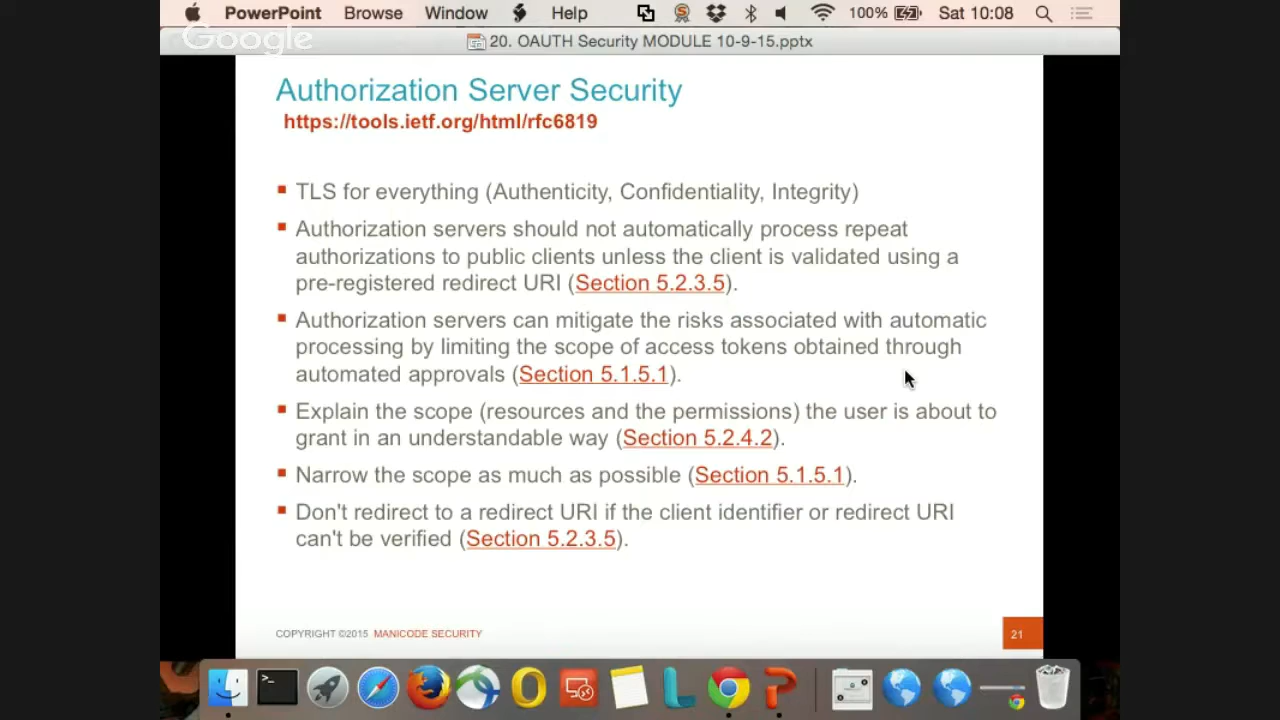 PowerPoint Browse Window Help 100% Sat 10:08
Google
20. OAUTH Security MODULE 10-9-15.pptx
Authorization Server Security
https://tools.ietf.org/html/rfc6819
TLS for everything (Authenticity, Confidentiality, Integrity)
Authorization servers should not automatically process repeat
authorizations to public clients unless the client is validated using a
pre-registered redirect URI (Section 5.2.3.5).
Authorization servers can mitigate the risks associated with automatic
processing by limiting the scope of access tokens obtained through
automated approvals (Section 5.1.5.1).
Explain the scope (resources and the permissions) the user is about to
grant in an understandable way (Section 5.2.4.2).
Narrow the scope as much as possible (Section 5.1.5.1).
Don't redirect to a redirect URI if the client identifier or redirect URI
can't be verified (Section 5.2.3.5).
COPYRIGHT ©2015 MANICODE SECURITY
21